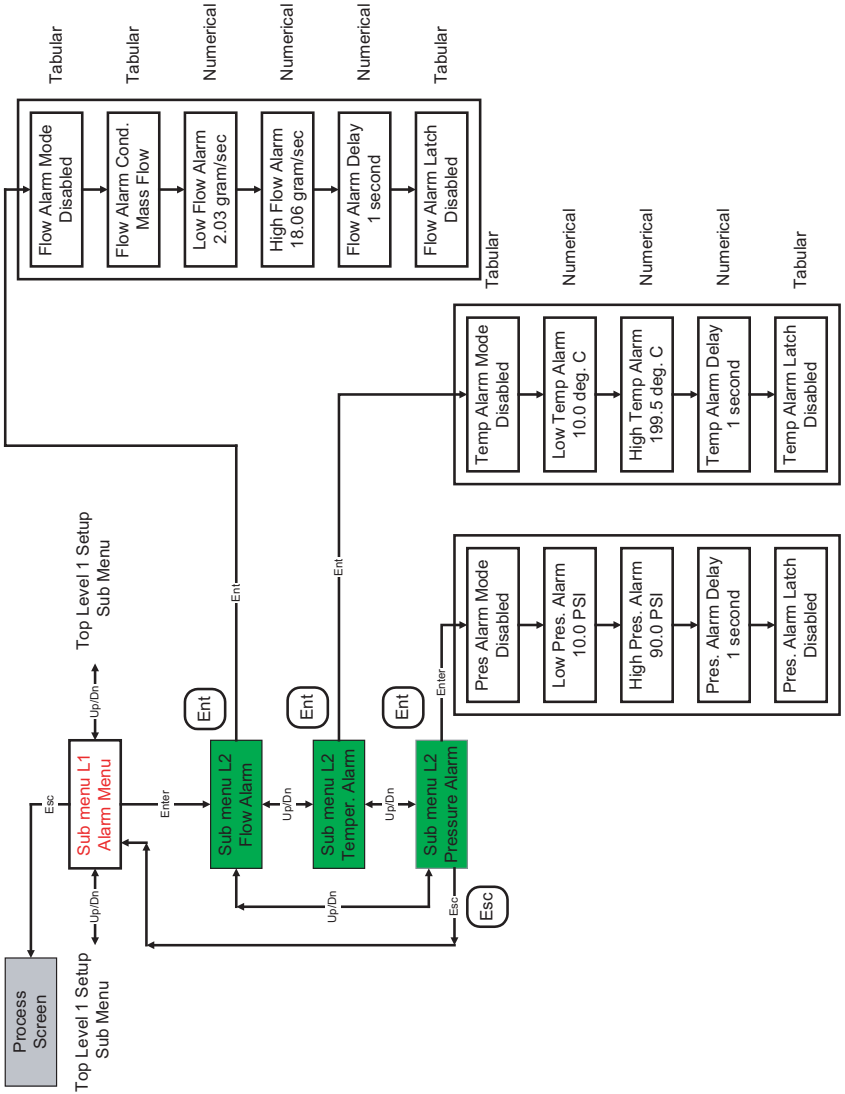 Process
Screen
Esc
Top Level 1 Setup
Sub Menu
Up/Dn
Sub menu L1
Alarm Menu
Up/Dn
Top Level 1 Setup
Sub Menu
Enter
Sub menu L2
Flow Alarm
Ent
Ent
Up/Dn
Sub menu L2
Temper. Alarm
Ent
Ent
Up/Dn
Up/Dn
Sub menu L2
Pressure Alarm
Ent
Enter
Esc
Esc
Flow Alarm Mode
Disabled
Tabular
Flow Alarm Cond.
Mass Flow
Tabular
Low Flow Alarm
2.03 gram/sec
Numerical
High Flow Alarm
18.06 gram/sec
Numerical
Flow Alarm Delay
1 second
Numerical
Flow Alarm Latch
Disabled
Tabular
Temp Alarm Mode
Disabled
Tabular
Low Temp Alarm
10.0 deg. C
Numerical
High Temp Alarm
199.5 deg. C
Numerical
Temp Alarm Delay
1 second
Numerical
Temp Alarm Latch
Disabled
Tabular
Pres Alarm Mode
Disabled
Low Pres. Alarm
10.0 PSI
High Pres. Alarm
90.0 PSI
Pres. Alarm Delay
1 second
Pres. Alarm Latch
Disabled